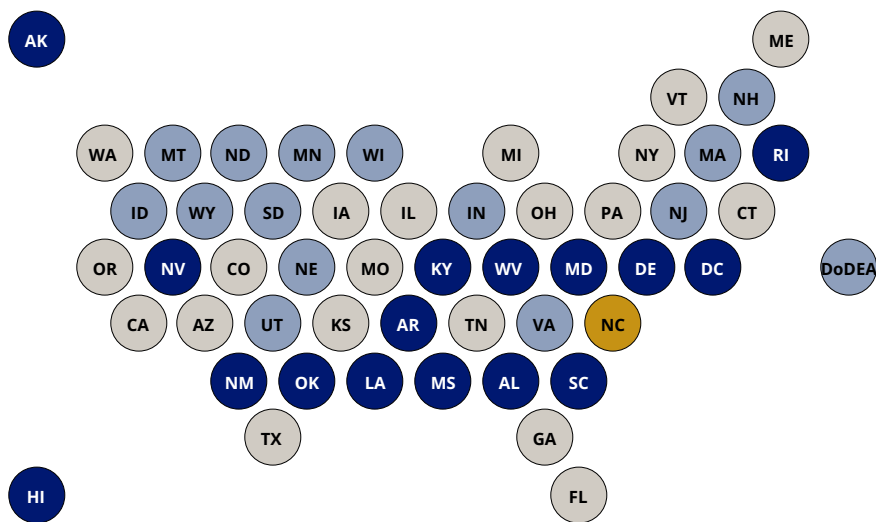 AK ME
VT NH
WA MT ND MN WI MI NY MA RI
ID WY SD IA IL IN OH PA NJ CT
OR NV CO NE MO KY WV MD DE DC DoDEA
CA AZ UT KS AR TN VA NC
NM OK LA MS AL SC
TX GA
HI FL